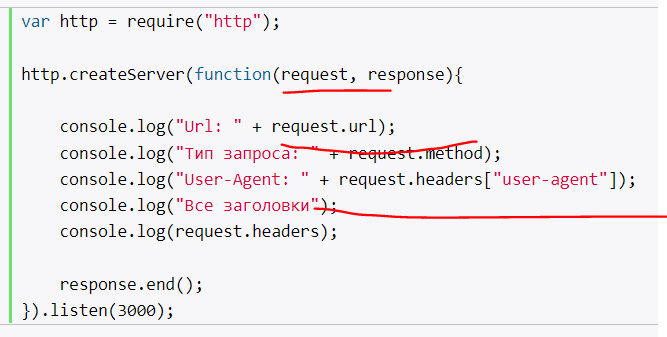 var http = require("http");
http.createServer(function(request, response){
console.log("Url: " + request.url);
console.log("Тип запроса: " + request.method);
console.log("User-Agent: " + request.headers["user-agent"]);
console.log("Все заголовки");
console.log(request.headers);
response.end();
}).listen(3000);